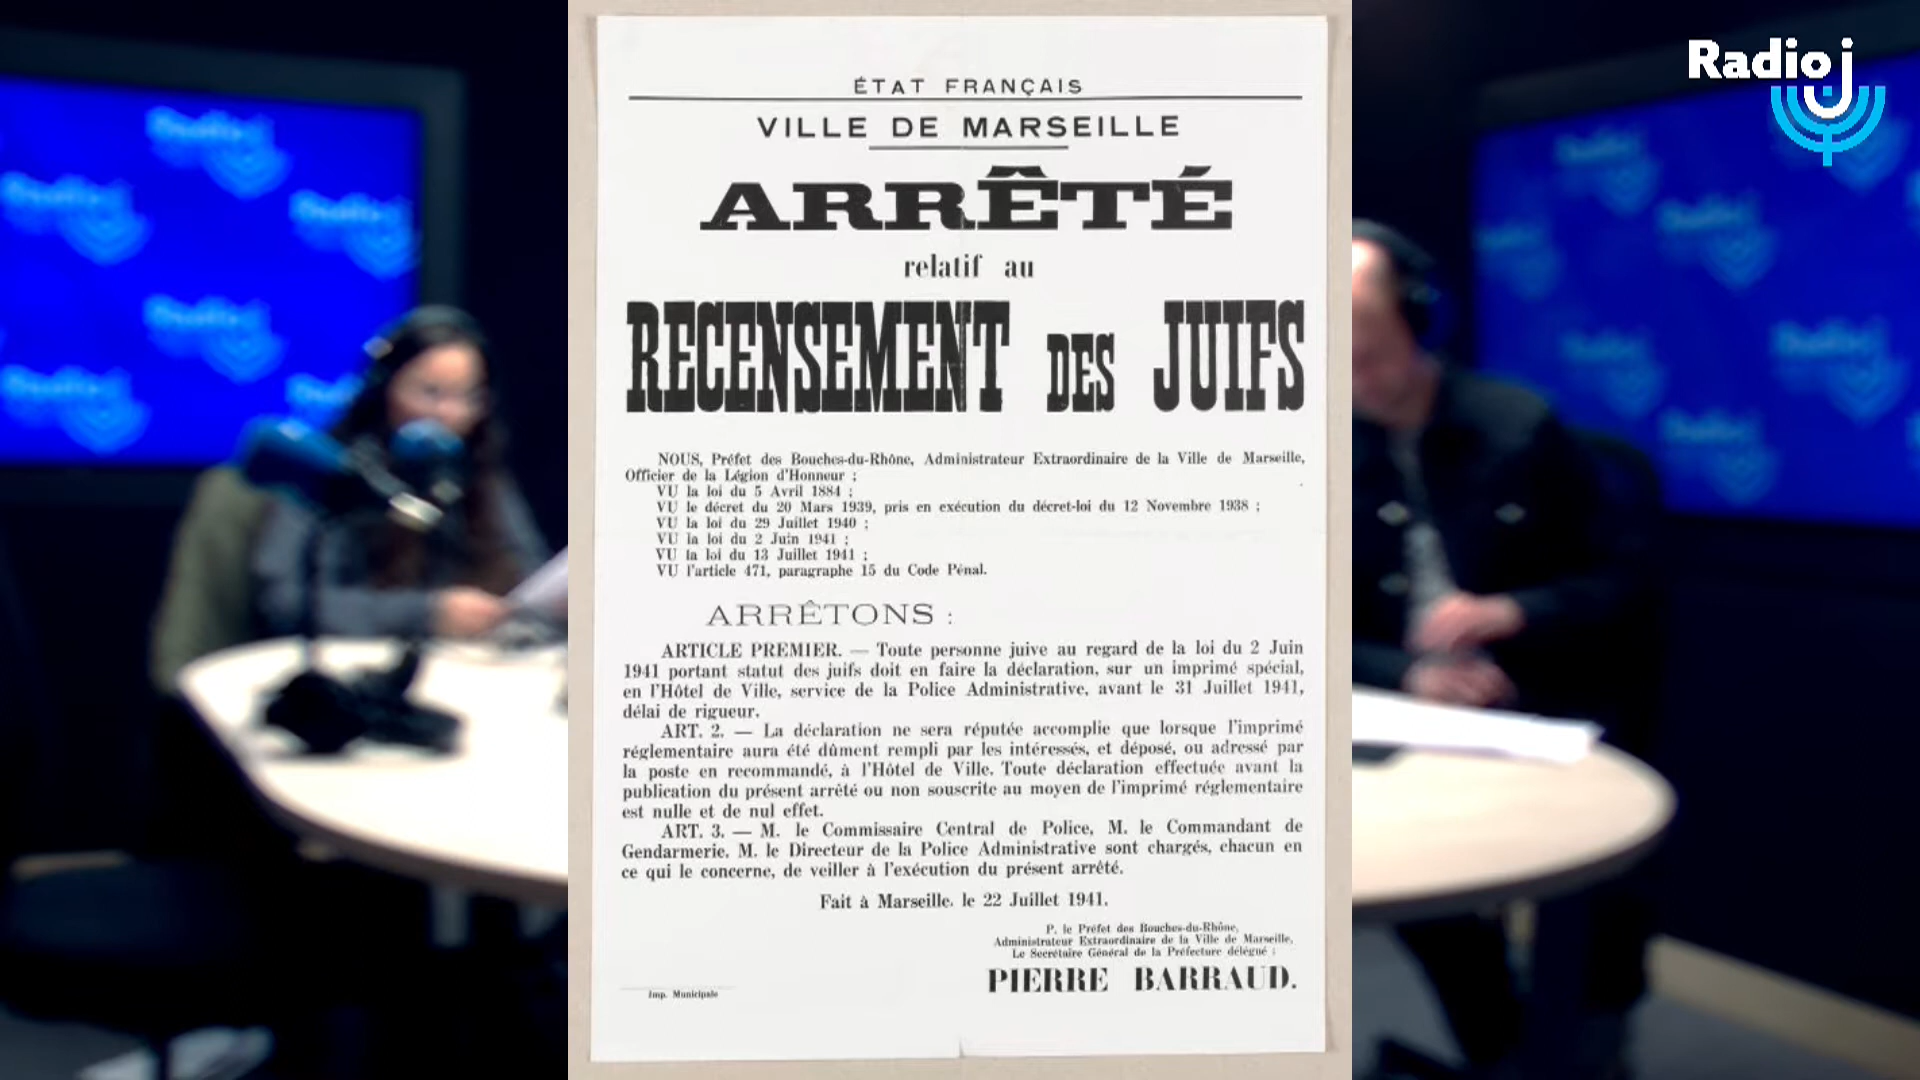 Radio j
ÉTAT FRANÇAIS
VILLE DE MARSEILLE
ARRÊTÉ
relatif au
RECENSEMENT DES JUIFS
NOUS, Préfet des Bouches-du-Rhône, Administrateur Extraordinaire de la Ville de Marseille,
Officier de la Légion d'Honneur ;
VU la loi du 5 Avril 1884 ;
VU le décret du 20 Mars 1939, pris en exécution du décret-loi du 12 Novembre 1938 ;
VU la loi du 29 Juillet 1940 ;
VU la loi du 2 Juin 1941 ;
VU la loi du 13 Juillet 1941 ;
VU l'article 471, paragraphe 15 du Code Pénal.
ARRÊTONS :
ARTICLE PREMIER. — Toute personne juive au regard de la loi du 2 Juin
1941 portant statut des juifs doit en faire la déclaration, sur un imprimé spécial,
en l'Hôtel de Ville, service de la Police Administrative, avant le 31 Juillet 1941,
délai de rigueur.
ART. 2. — La déclaration ne sera réputée accomplie que lorsque l'imprimé
réglementaire aura été dûment rempli par les intéressés, et déposé, ou adressé par
la poste en recommandé, à l'Hôtel de Ville. Toute déclaration effectuée avant la
publication du présent arrêté ou non souscrite au moyen de l'imprimé réglementaire
est nulle et de nul effet.
ART. 3. — M. le Commissaire Central de Police, M. le Commandant de
Gendarmerie, M. le Directeur de la Police Administrative sont chargés, chacun en
ce qui le concerne, de veiller à l'exécution du présent arrêté.
Fait à Marseille, le 22 Juillet 1941.
P. le Préfet des Bouches-du-Rhône,
Administrateur Extraordinaire de la Ville de Marseille,
Le Secrétaire Général de la Préfecture délégué :
PIERRE BARRAUD.
Imp. Municipale